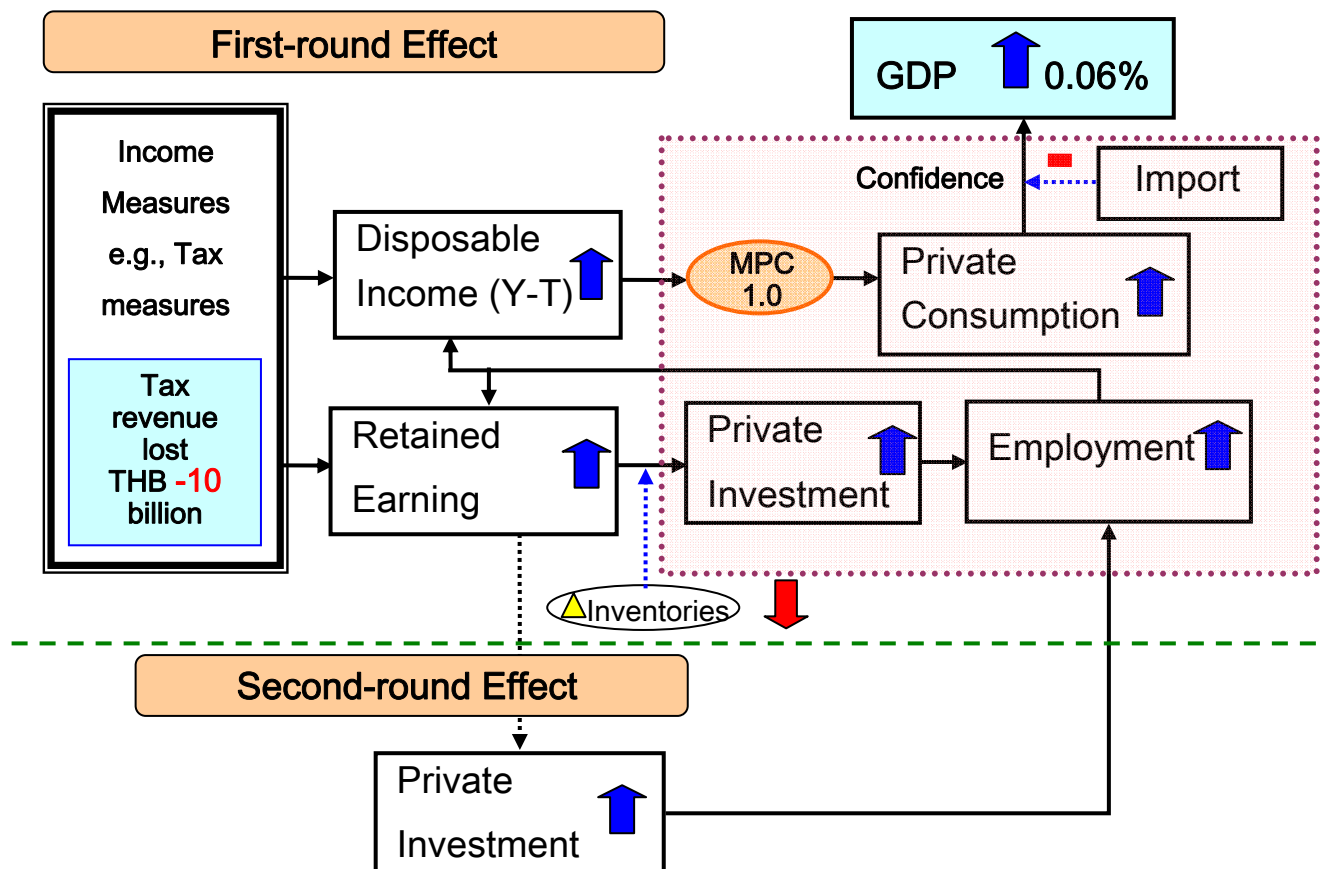 First-round Effect
GDP 0.06%
Income
Measures
e.g., Tax
measures
Tax
revenue
lost
THB -10
billion
Disposable
Income (Y-T)
MPC
1.0
Confidence
Import
Private
Consumption
Retained
Earning
Private
Investment
Employment
Inventories
Second-round Effect
Private
Investment